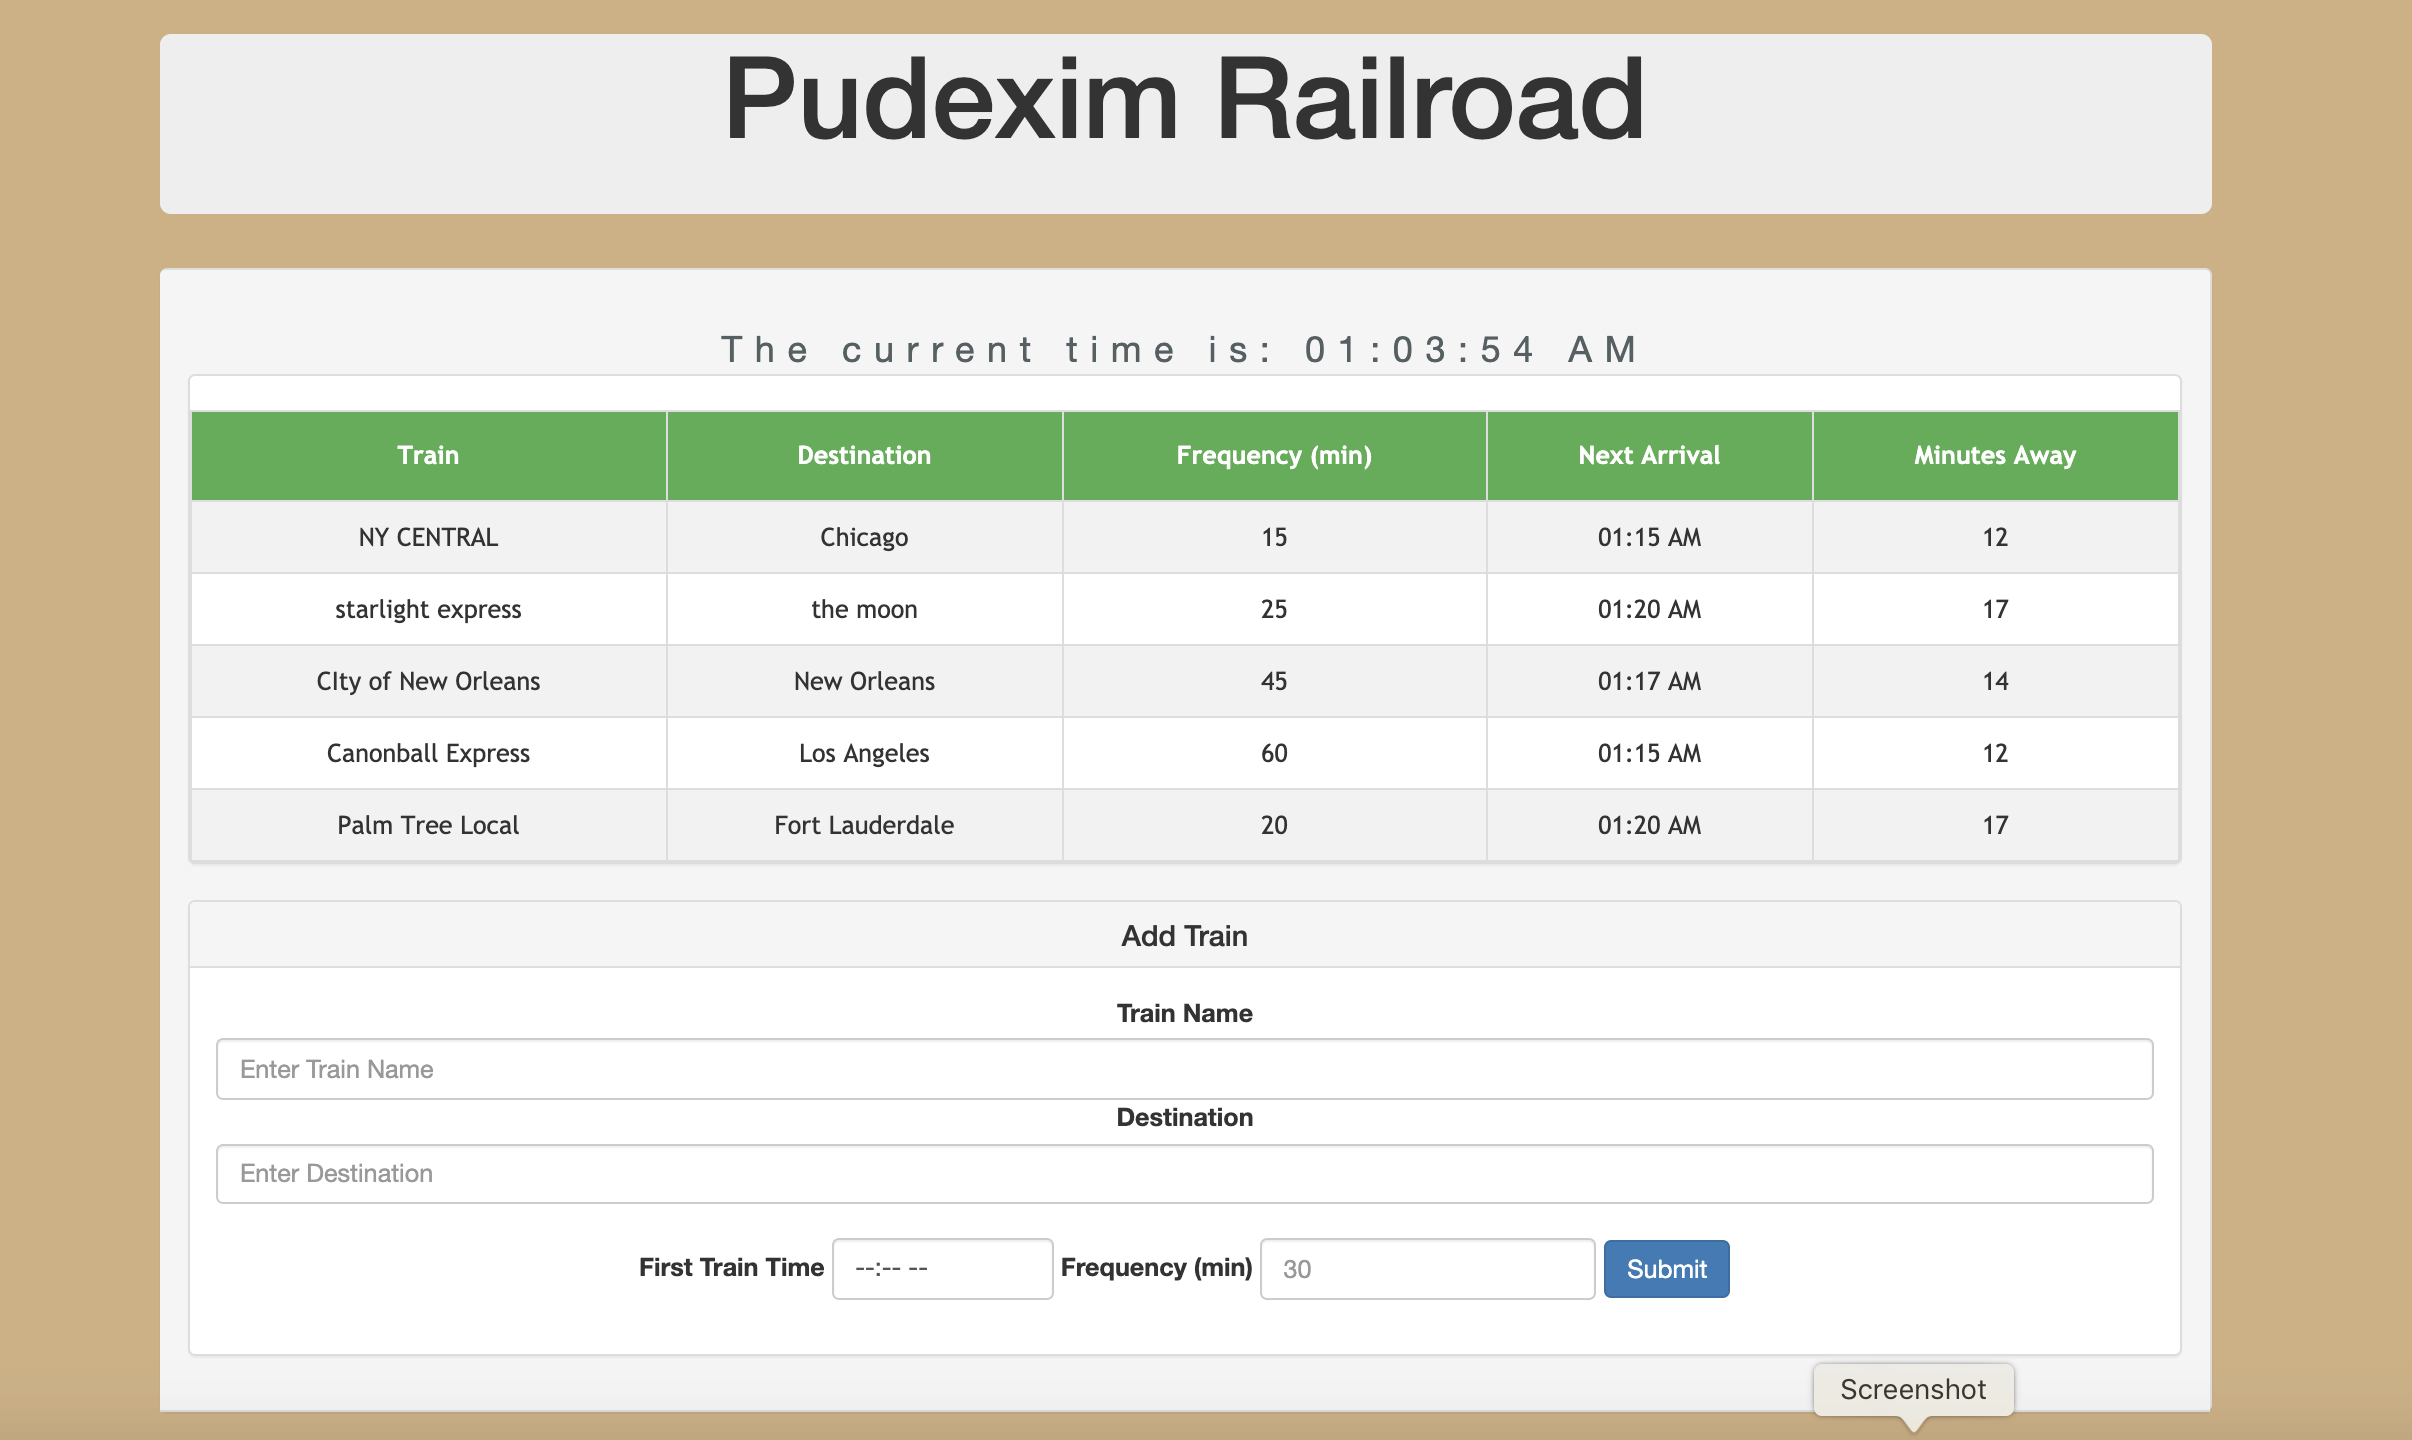 Pudexim Railroad
The current time is: 01:03:54 AM
Train Destination Frequency (min) Next Arrival Minutes Away
NY CENTRAL Chicago 15 01:15 AM 12
starlight express the moon 25 01:20 AM 17
CIty of New Orleans New Orleans 45 01:17 AM 14
Canonball Express Los Angeles 60 01:15 AM 12
Palm Tree Local Fort Lauderdale 20 01:20 AM 17
Add Train
Train Name
Enter Train Name
Destination
Enter Destination
First Train Time --:-- -- Frequency (min) 30 Submit
Screenshot